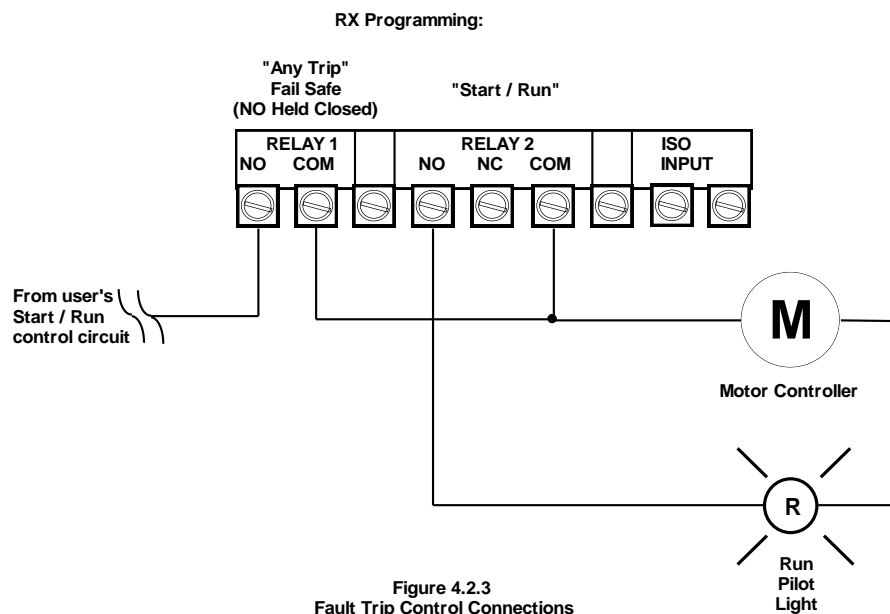 RX Programming:
"Any Trip"
Fail Safe
(NO Held Closed)
"Start / Run"
RELAY 1
NO COM
RELAY 2
NO NC COM
ISO
INPUT
From user's
Start / Run
control circuit
M
Motor Controller
R
Run
Pilot
Light
Figure 4.2.3
Fault Trip Control Connections